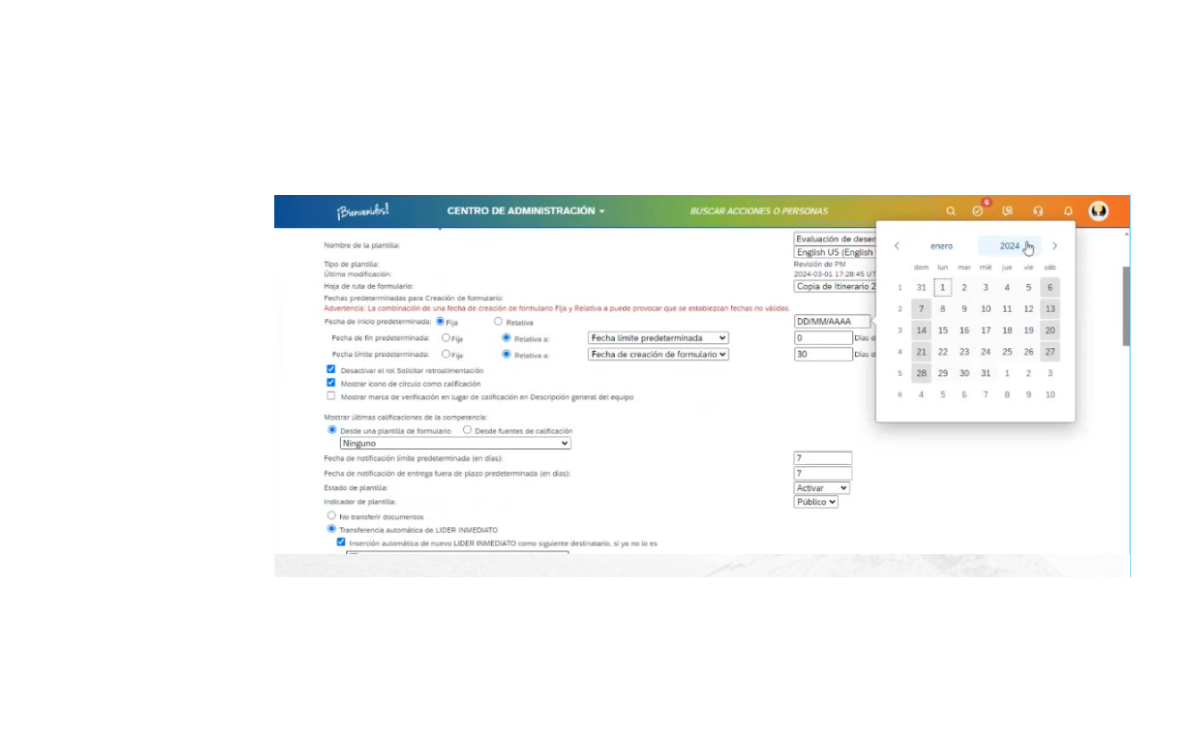 ¡Bienvenidos!
CENTRO DE ADMINISTRACIÓN
BUSCAR ACCIONES O PERSONAS
6
Nombre de la plantilla:
Evaluación de desem
English US (English
Tipo de plantilla:
Revisión de PM
Última modificación:
2024-03-01 17:28:45 UT
Hoja de ruta de formulario:
Copia de Itinerario 2
Fechas predeterminadas para Creación de formulario:
Advertencia: La combinación de una fecha de creación de formulario Fija y Relativa a puede provocar que se establezcan fechas no válidas.
Fecha de inicio predeterminada: Fija Relativa
DD/MM/AAAA
Fecha de fin predeterminada: Fija Relativa a: Fecha límite predeterminada 0 Días d
Fecha límite predeterminada: Fija Relativa a: Fecha de creación de formulario 30 Días d
Desactivar el rol Solicitar retroalimentación
Mostrar icono de círculo como calificación
Mostrar marca de verificación en lugar de calificación en Descripción general del equipo
Mostrar últimas calificaciones de la competencia:
Desde una plantilla de formulario Desde fuentes de calificación
Ninguno
Fecha de notificación límite predeterminada (en días): 7
Fecha de notificación de entrega fuera de plazo predeterminada (en días): 7
Estado de plantilla: Activar
Indicador de plantilla: Público
No transferir documentos
Transferencia automática de LIDER INMEDIATO
Inserción automática de nuevo LIDER INMEDIATO como siguiente destinatario, si ya no lo es
enero 2024
dom lun mar mié jue vie sáb
1 31 1 2 3 4 5 6
2 7 8 9 10 11 12 13
3 14 15 16 17 18 19 20
4 21 22 23 24 25 26 27
5 28 29 30 31 1 2 3
6 4 5 6 7 8 9 10